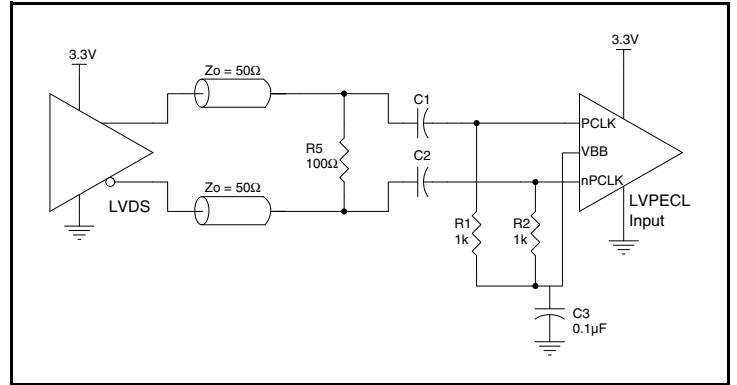 3.3V
3.3V
Zo = 50Ω
C1
PCLK
R5
100Ω
VBB
C2
Zo = 50Ω
nPCLK
LVDS
LVPECL
Input
R1
1k
R2
1k
C3
0.1µF